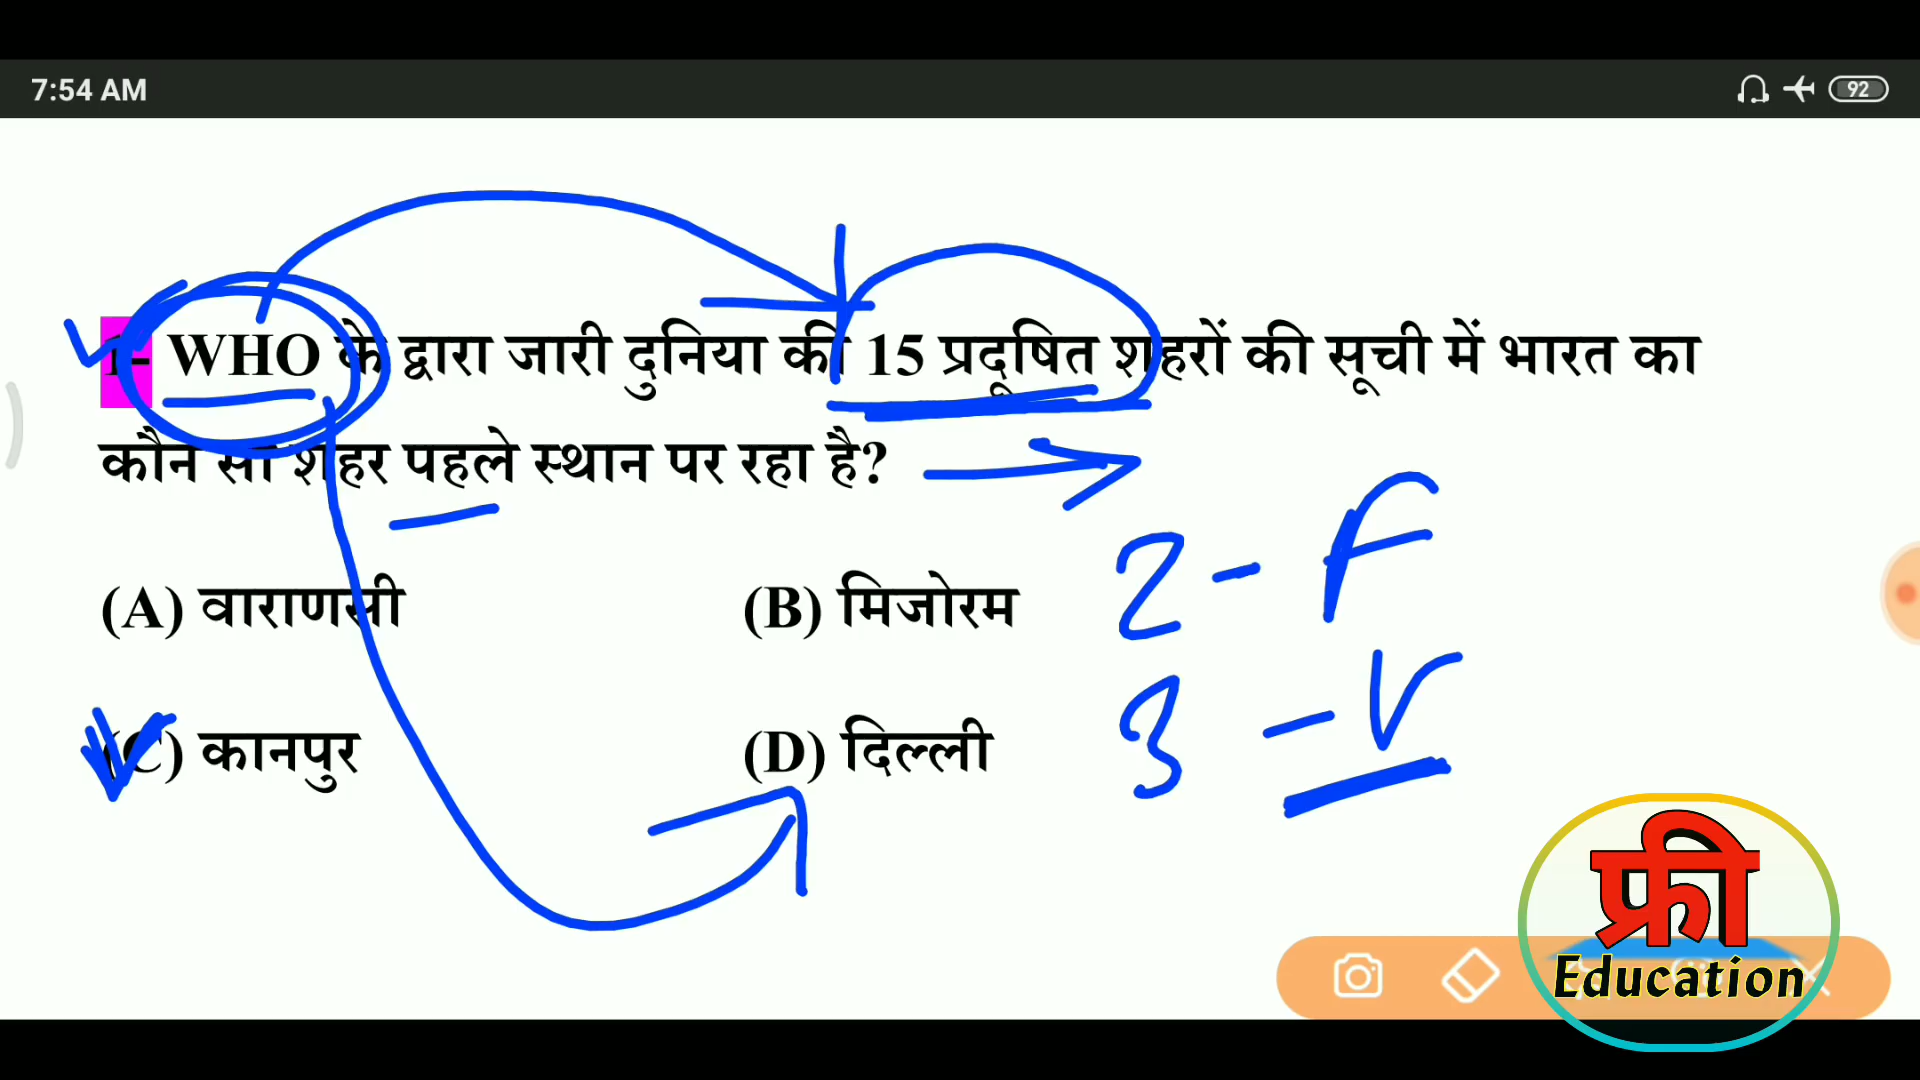 7:54 AM
92
1- WHO के द्वारा जारी दुनिया की 15 प्रदूषित शहरों की सूची में भारत का
कौन सा शहर पहले स्थान पर रहा है?
(A) वाराणसी
(B) मिजोरम
2 - F
(C) कानपुर
(D) दिल्ली
3 - V
फ्री
Education